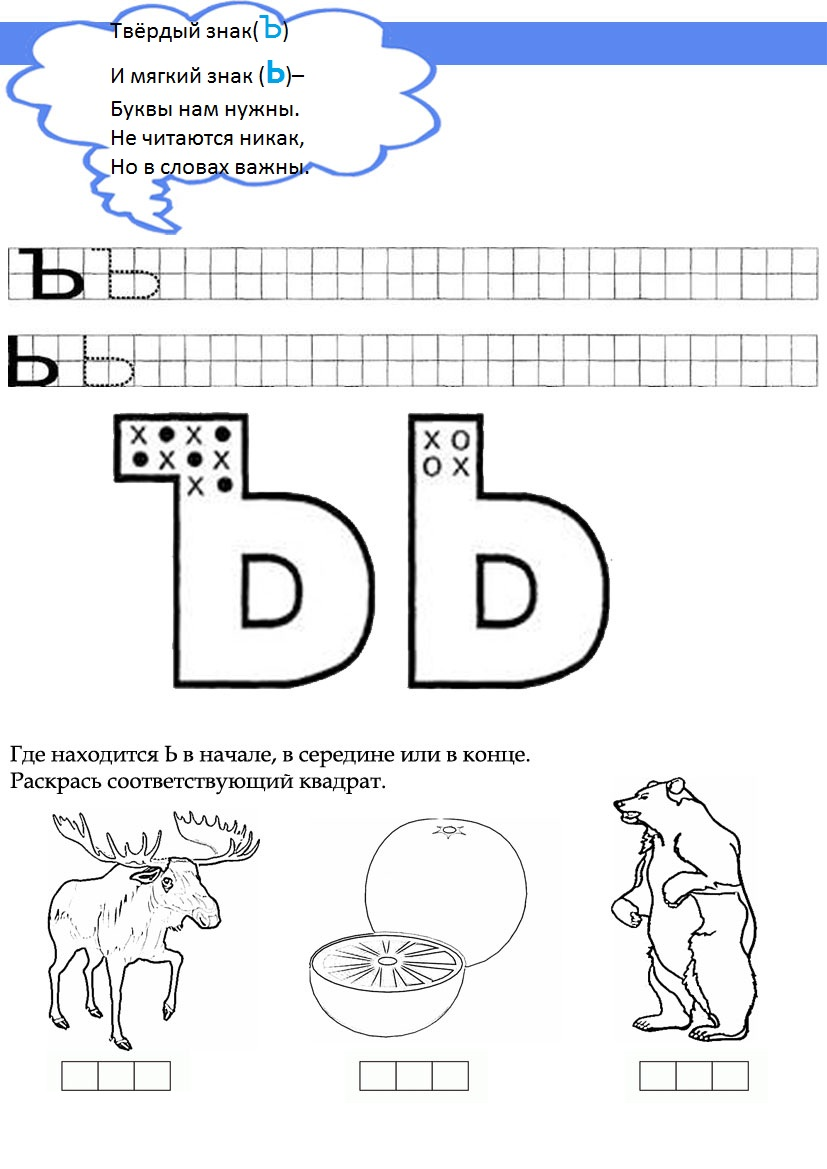 Твёрдый знак(Ъ)
И мягкий знак (Ь)–
Буквы нам нужны.
Не читаются никак,
Но в словах важны.
Ъ Ъ
Ь Ь
Х ● Х ● Х О
● Х ● Х О Х
Х ●
Ъ Ь
Где находится Ь в начале, в середине или в конце.
Раскрась соответствующий квадрат.